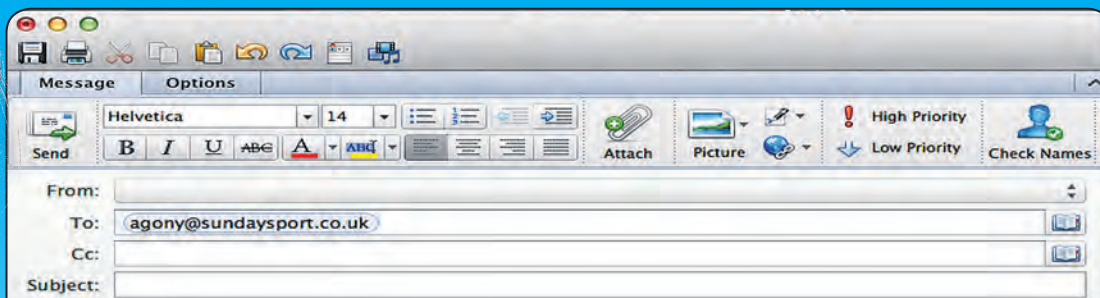 Message Options
Helvetica 14 High Priority
Send B I U ABC A ABC Attach Picture Low Priority Check Names
From:
To: agony@sundaysport.co.uk
Cc:
Subject: